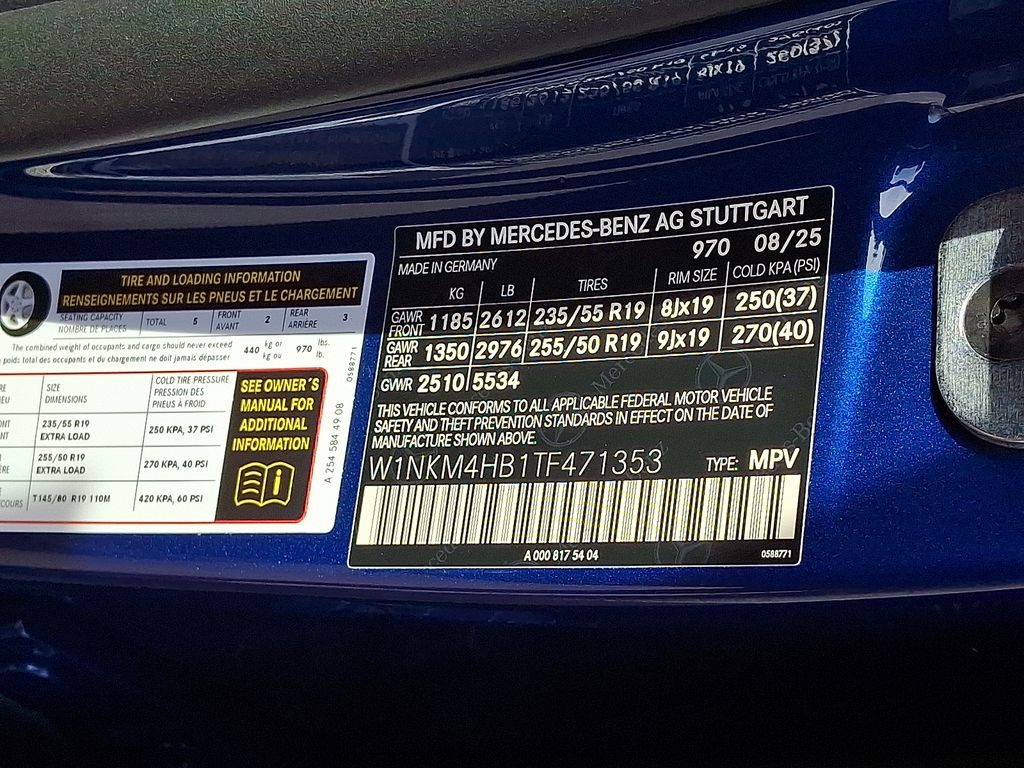 TIRE AND LOADING INFORMATION
RENSEIGNEMENTS SUR LES PNEUS ET LE CHARGEMENT
SEATING CAPACITY
NOMBRE DE PLACES
TOTAL 5
FRONT
AVANT
2
REAR
ARRIÈRE
3
The combined weight of occupants and cargo should never exceed
poids total des occupants et du chargement ne doit jamais dépasser
440 kg or
kg ou
970 lbs.
lb.
SIZE
DIMENSIONS
COLD TIRE PRESSURE
PRESSION DES
PNEUS À FROID
235/55 R19
EXTRA LOAD
250 KPA, 37 PSI
255/50 R19
EXTRA LOAD
270 KPA, 40 PSI
T145/80 R19 110M
420 KPA, 60 PSI
SEE OWNER´S
MANUAL FOR
ADDITIONAL
INFORMATION
0588771
A 254 584 49 08
MFD BY MERCEDES-BENZ AG STUTTGART
970 08/25
MADE IN GERMANY
KG LB TIRES RIM SIZE COLD KPA (PSI)
GAWR
FRONT
1185 2612 235/55 R19 8Jx19 250(37)
GAWR
REAR
1350 2976 255/50 R19 9Jx19 270(40)
GVWR 2510 5534
THIS VEHICLE CONFORMS TO ALL APPLICABLE FEDERAL MOTOR VEHICLE
SAFETY AND THEFT PREVENTION STANDARDS IN EFFECT ON THE DATE OF
MANUFACTURE SHOWN ABOVE.
W1NKM4HB1TF471353 TYPE: MPV
A 000 817 54 04
0588771